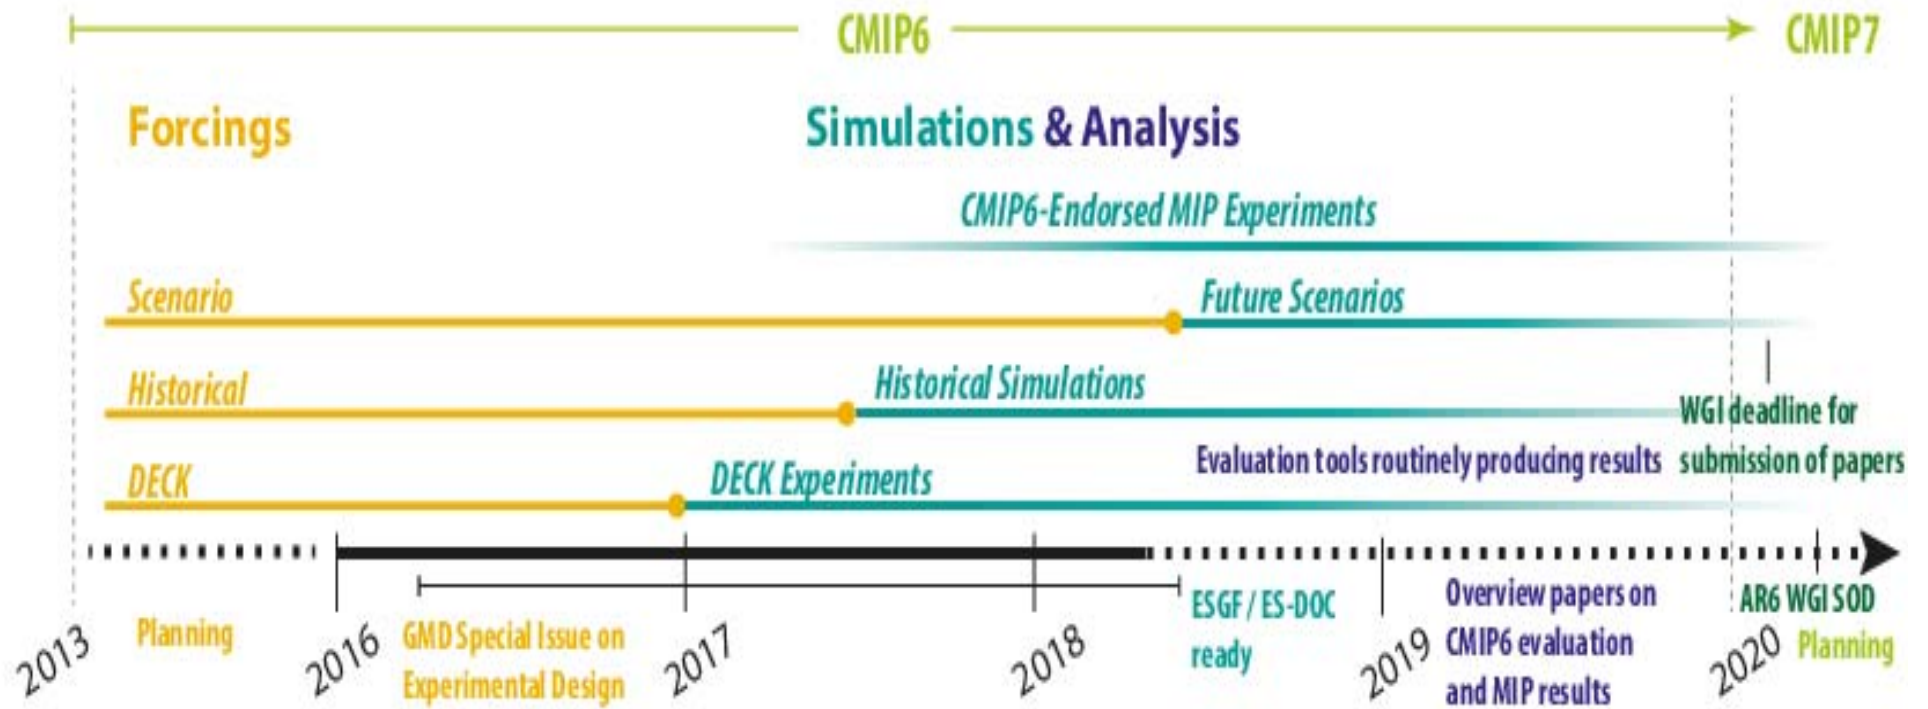 CMIP6
CMIP7
Forcings
Simulations & Analysis
CMIP6-Endorsed MIP Experiments
Scenario
Future Scenarios
Historical
Historical Simulations
WGI deadline for
submission of papers
Evaluation tools routinely producing results
DECK
DECK Experiments
2013
Planning
2016
GMD Special Issue on
Experimental Design
2017
2018
ESGF / ES-DOC
ready
2019
Overview papers on
CMIP6 evaluation
and MIP results
2020
AR6 WGI SOD
Planning